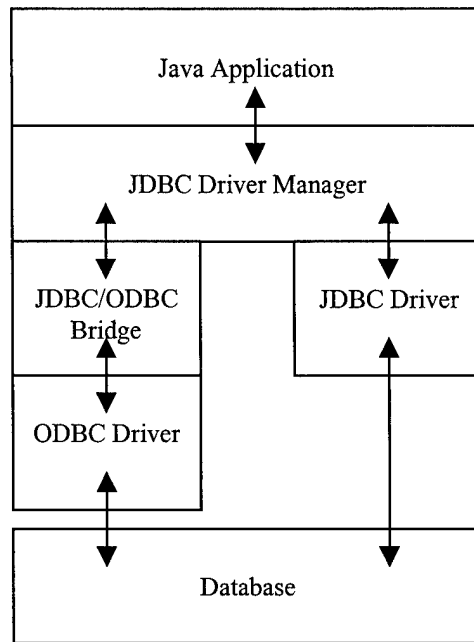 Java Application
JDBC Driver Manager
JDBC/ODBC
Bridge
JDBC Driver
ODBC Driver
Database